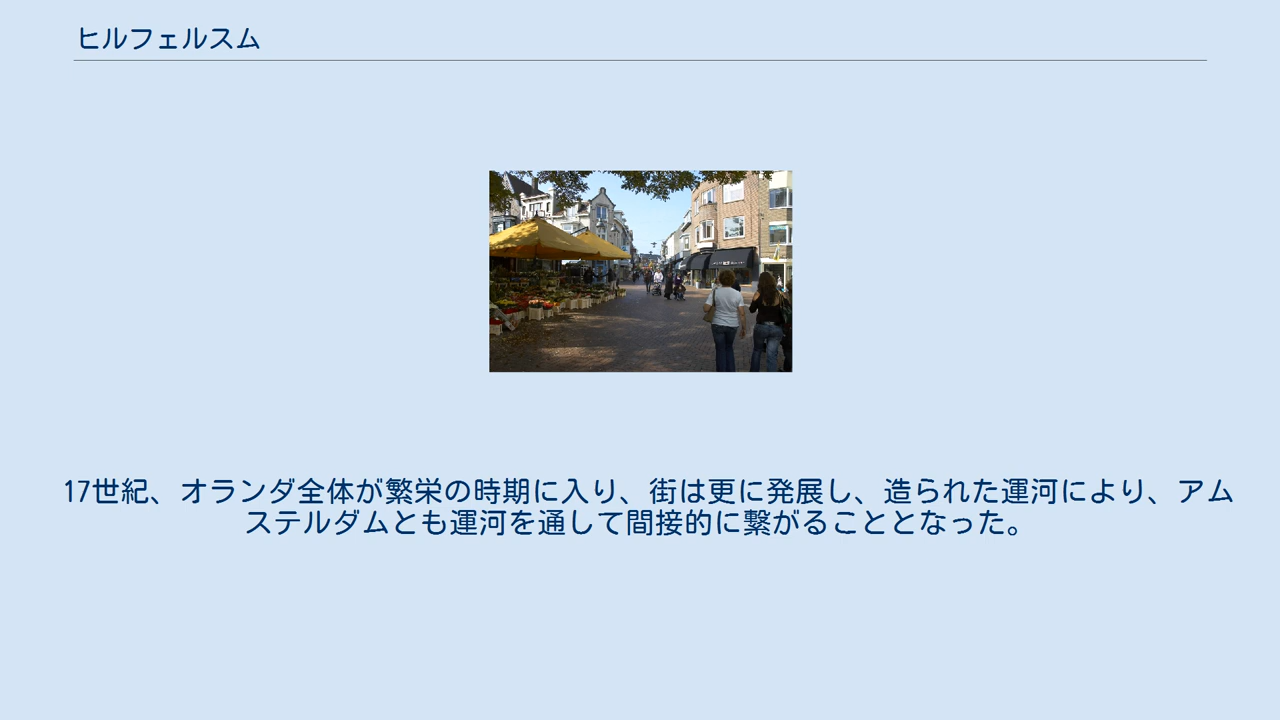 ヒルフェルスム
17世紀、オランダ全体が繁栄の時期に入り、街は更に発展し、造られた運河により、アム
ステルダムとも運河を通して間接的に繋がることとなった。